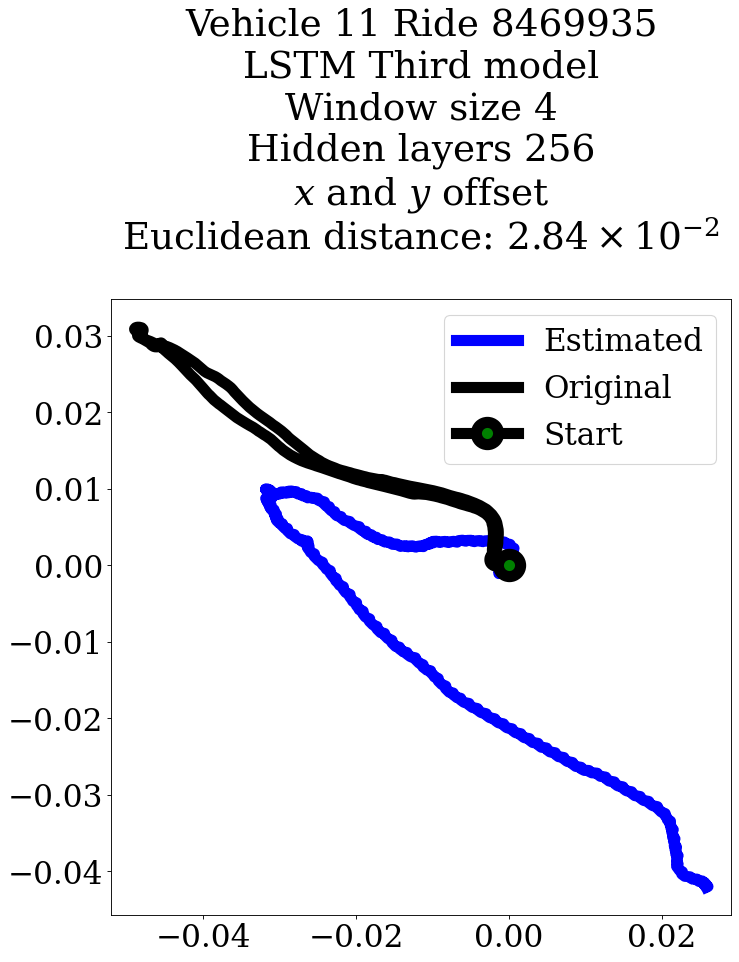 Vehicle 11 Ride 8469935
LSTM Third model
Window size 4
Hidden layers 256
x and y offset
Euclidean distance: 2.84 × 10⁻²
Estimated
Original
Start
0.03
0.02
0.01
0.00
−0.01
−0.02
−0.03
−0.04
−0.04 −0.02 0.00 0.02